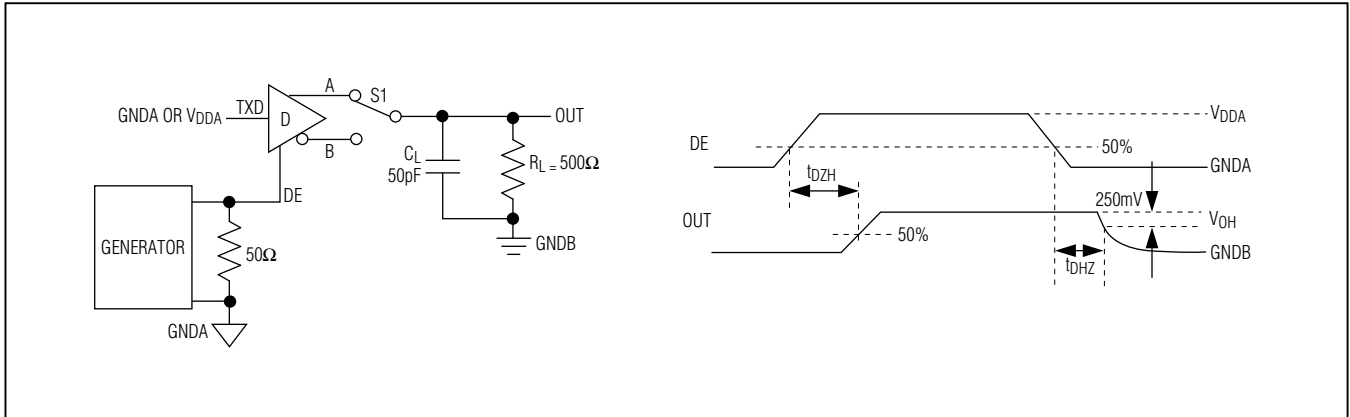 GNDA OR VDDA
TXD
D
A
B
S1
OUT
CL
50pF
RL = 500Ω
GNDB
DE
GENERATOR
50Ω
GNDA
DE
VDDA
50%
GNDA
tDZH
250mV
OUT
VOH
50%
GNDB
tDHZ